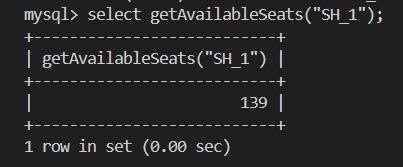 mysql> select getAvailableSeats("SH_1");
+---------------------------+
| getAvailableSeats("SH_1") |
+---------------------------+
|                       139 |
+---------------------------+
1 row in set (0.00 sec)